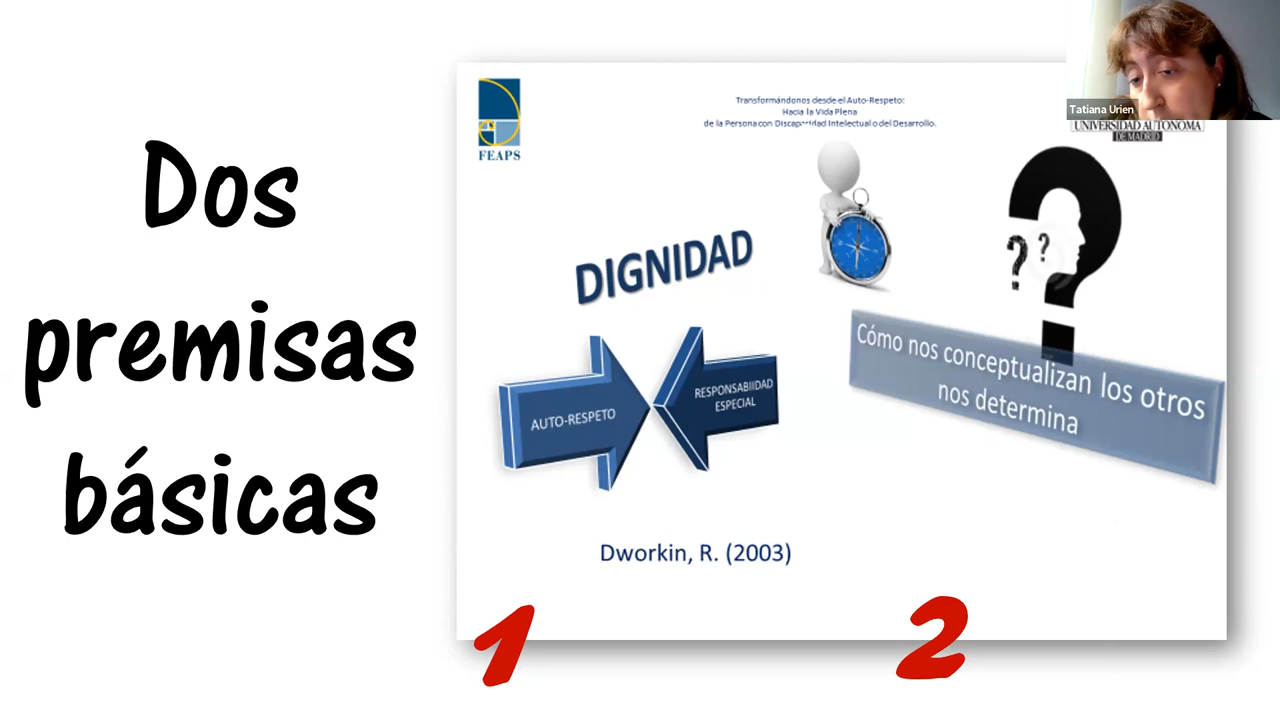 Dos
premisas
básicas
FEAPS
Transformándonos desde el Auto-Respeto:
Hacia la Vida Plena
de la Persona con Discapacidad Intelectual o del Desarrollo.
Tatiana Urien
UNIVERSIDAD AUTONOMA
DE MADRID
DIGNIDAD
AUTO-RESPETO
RESPONSABIIDAD
ESPECIAL
? ? ?
Cómo nos conceptualizan los otros
nos determina
Dworkin, R. (2003)
1
2